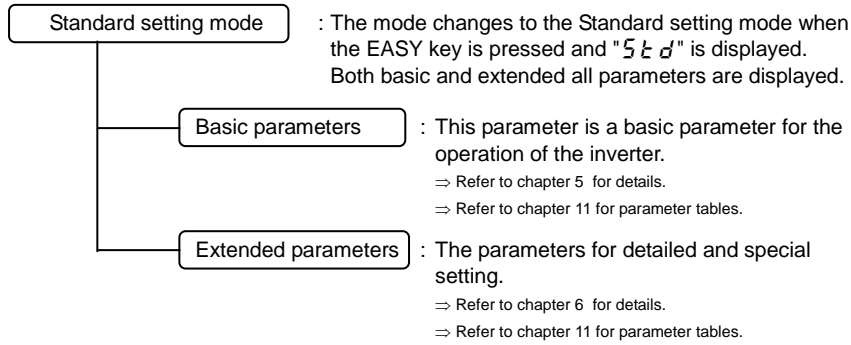 Standard setting mode : The mode changes to the Standard setting mode when
the EASY key is pressed and "Std" is displayed.
Both basic and extended all parameters are displayed.
Basic parameters : This parameter is a basic parameter for the
operation of the inverter.
⇒ Refer to chapter 5 for details.
⇒ Refer to chapter 11 for parameter tables.
Extended parameters : The parameters for detailed and special
setting.
⇒ Refer to chapter 6 for details.
⇒ Refer to chapter 11 for parameter tables.